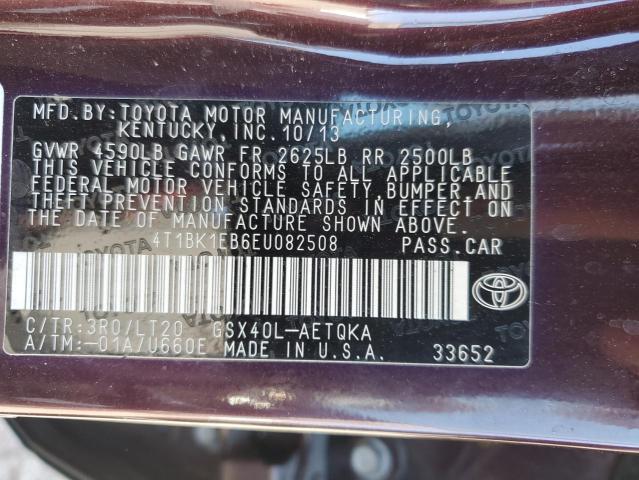 MFD.BY:TOYOTA MOTOR MANUFACTURING,
KENTUCKY, INC. 10/13
GVWR 4590LB GAWR FR 2625LB RR 2500LB
THIS VEHICLE CONFORMS TO ALL APPLICABLE
FEDERAL MOTOR VEHICLE SAFETY, BUMPER AND
THEFT PREVENTION STANDARDS IN EFFECT ON
THE DATE OF MANUFACTURE SHOWN ABOVE.
4T1BK1EB6EU082508 PASS.CAR
C/TR:3R0/LT20 GSX40L-AETQKA
A/TM:-01A/U660E MADE IN U.S.A. 33652